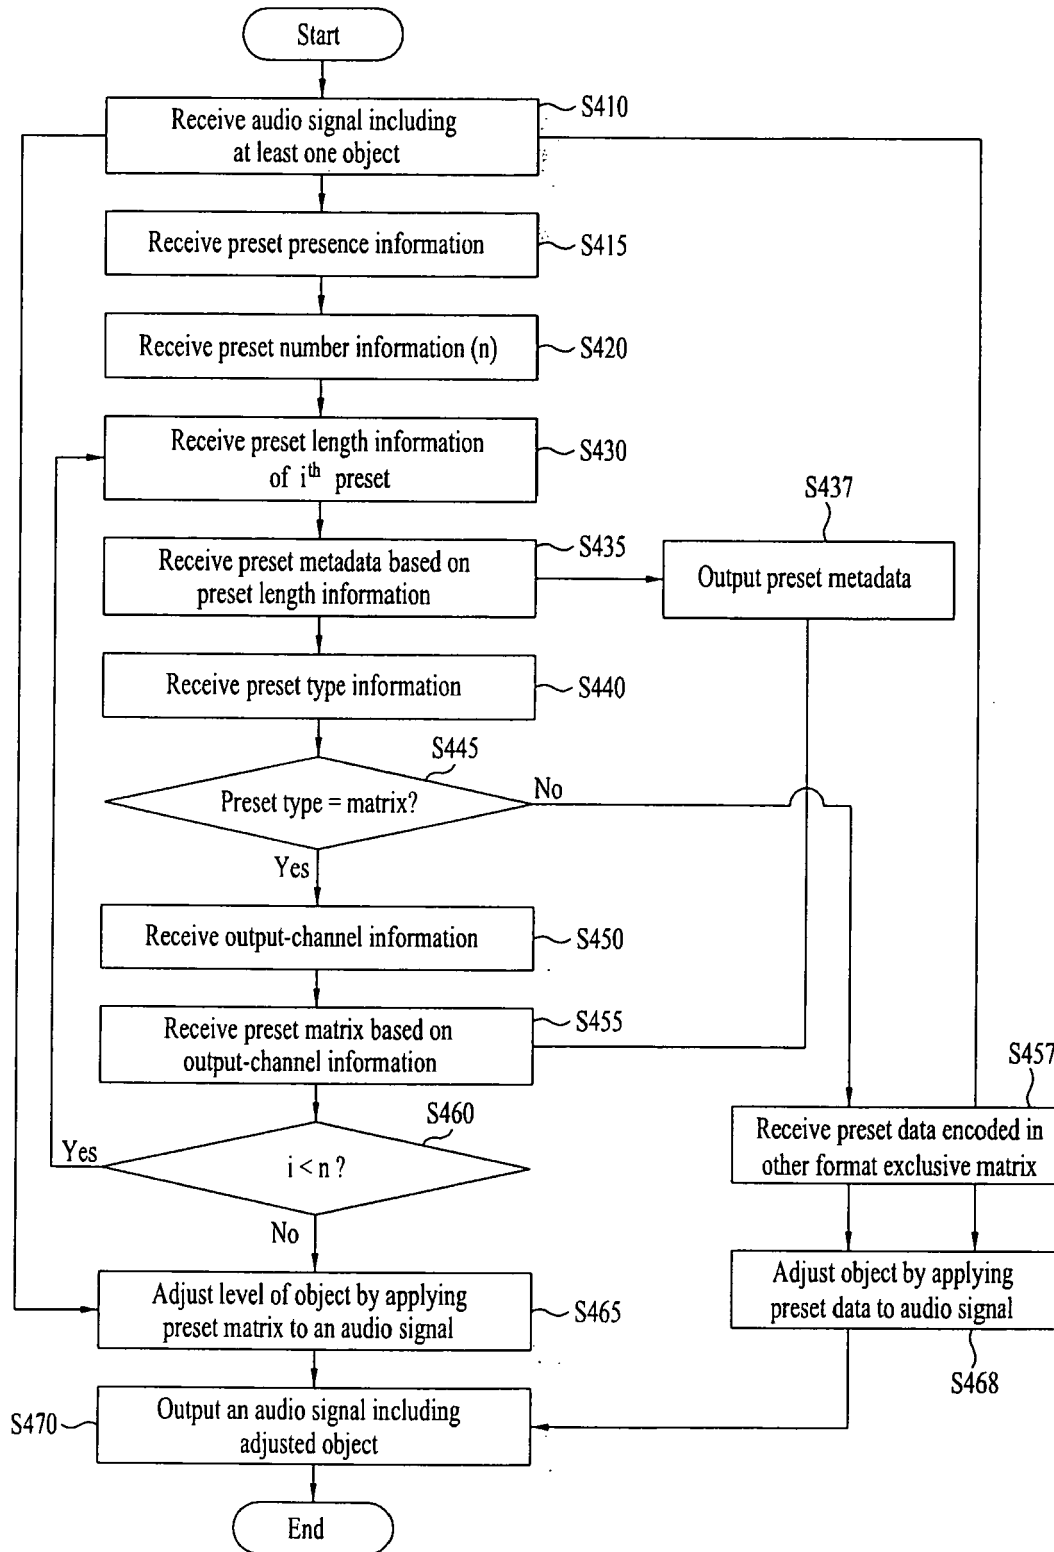 Start
Receive audio signal including
at least one object
S410
Receive preset presence information
S415
Receive preset number information (n)
S420
Receive preset length information
of ith preset
S430
Receive preset metadata based on
preset length information
S435
Output preset metadata
S437
Receive preset type information
S440
Preset type = matrix?
S445
No
Yes
Receive output-channel information
S450
Receive preset matrix based on
output-channel information
S455
S457
Receive preset data encoded in
other format exclusive matrix
i < n ?
S460
Yes
No
Adjust level of object by applying
preset matrix to an audio signal
S465
Adjust object by applying
preset data to audio signal
S468
S470
Output an audio signal including
adjusted object
End